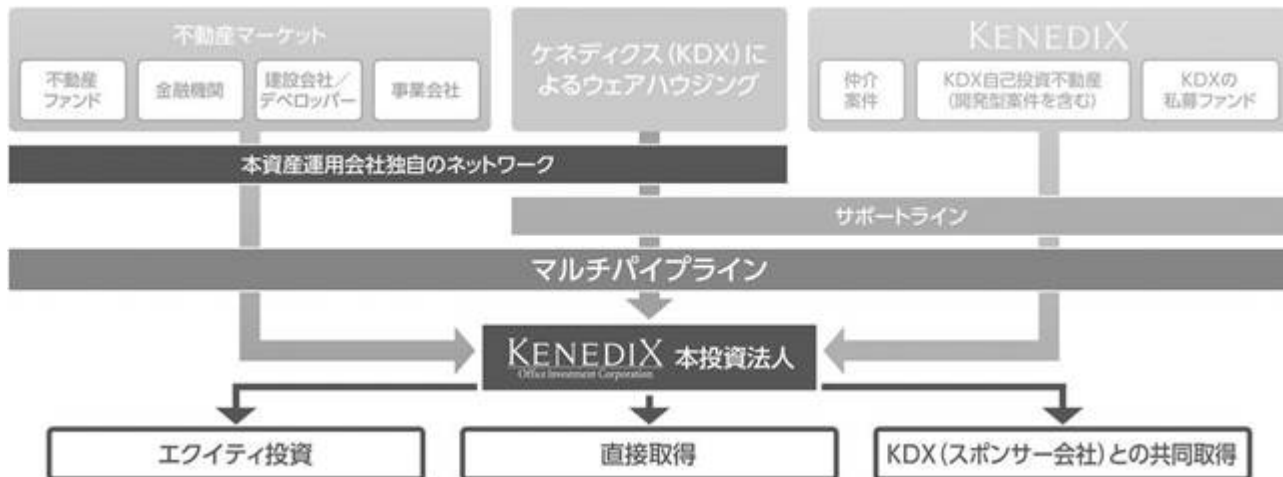 不動産マーケット
不動産
ファンド
金融機関
建設会社／
デベロッパー
事業会社
ケネディクス(KDX)に
よるウェアハウジング
KENEDIX
仲介
案件
KDX自己投資不動産
(開発型案件を含む)
KDXの
私募ファンド
本資産運用会社独自のネットワーク
サポートライン
マルチパイプライン
KENEDIX 本投資法人
Office Investment Corporation
エクイティ投資
直接取得
KDX(スポンサー会社)との共同取得